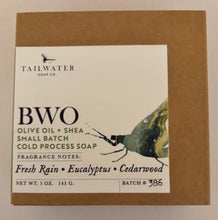 TAILWATER
SOAP CO.
BWO
OLIVE OIL + SHEA
SMALL BATCH
COLD PROCESS SOAP
FRAGRANCE NOTES:
Fresh Rain • Eucalyptus • Cedarwood
NET WT: 5 OZ. 141 G. BATCH # 386